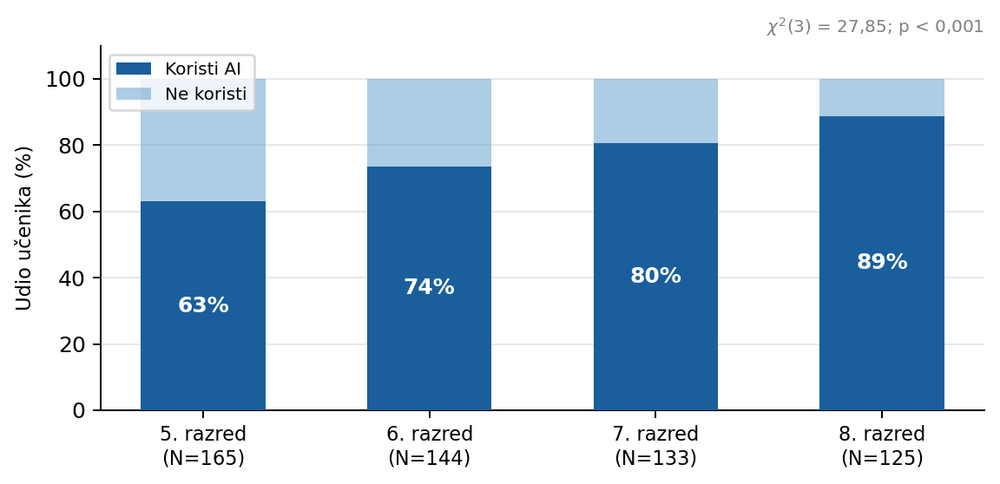 χ²(3) = 27,85; p < 0,001
Koristi AI
Ne koristi
Udio učenika (%)
100
80
60
40
20
0
63%
74%
80%
89%
5. razred
(N=165)
6. razred
(N=144)
7. razred
(N=133)
8. razred
(N=125)